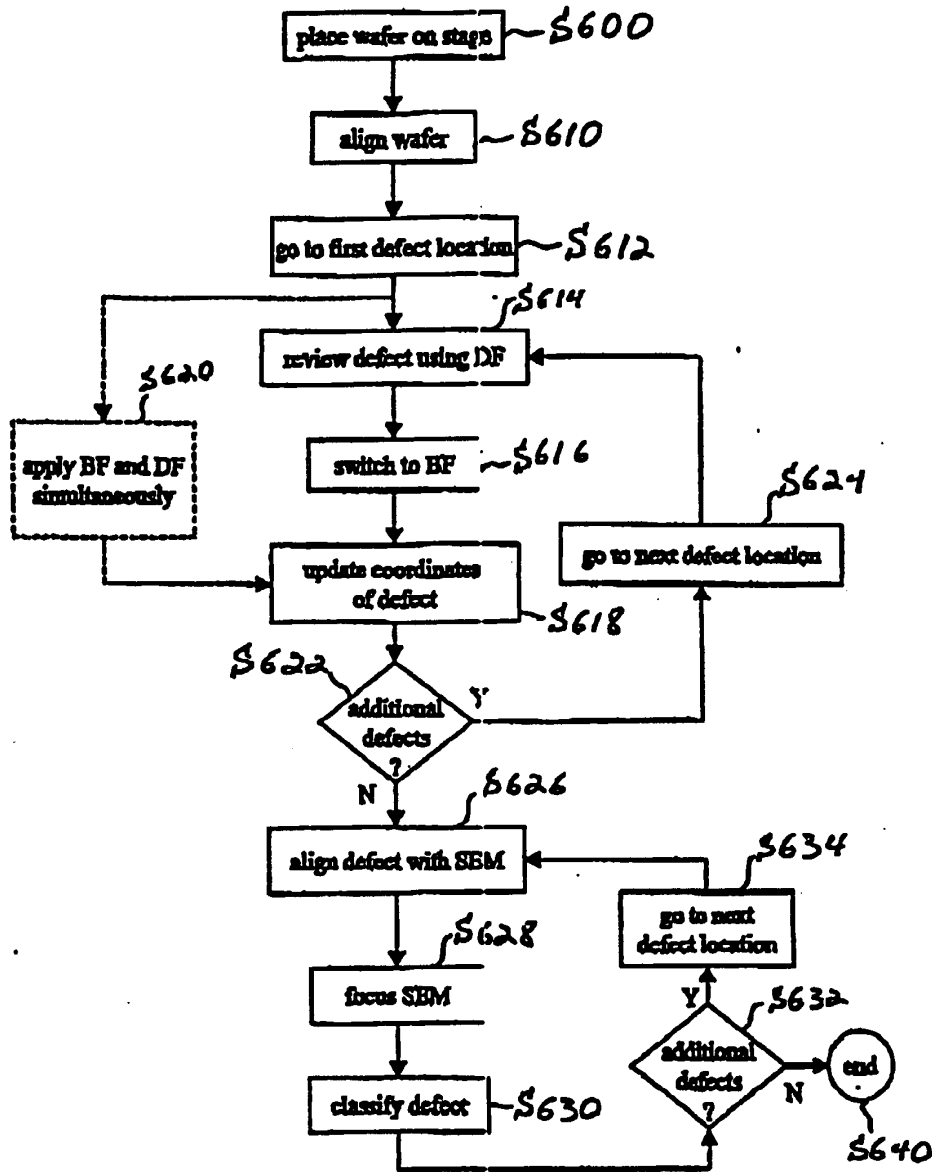 place wafer on stage
S600
align wafer
S610
go to first defect location
S612
S614
review defect using DF
S620
apply BF and DF
simultaneously
switch to BF
S616
S624
go to next defect location
update coordinates
of defect
S618
S622
additional
defects
?
Y
N
S626
align defect with SEM
S634
go to next
defect location
S628
focus SEM
Y
S632
additional
defects
?
N
end
classify defect
S630
S640